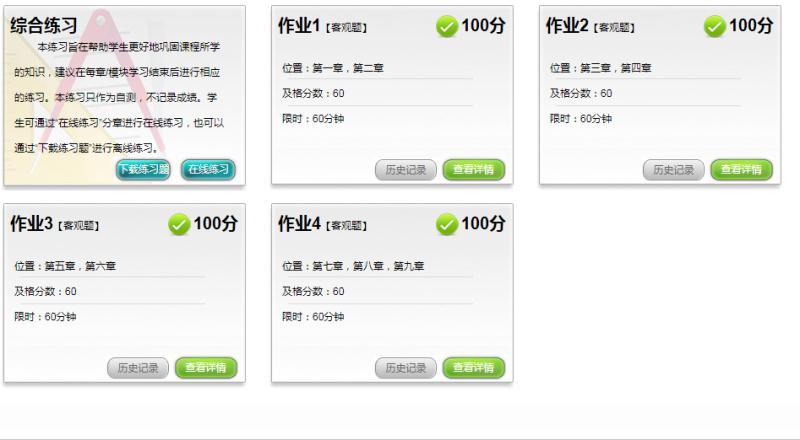 综合练习
本练习旨在帮助学生更好地巩固课程所学
的知识，建议在每章/模块学习结束后进行相应
的练习。本练习只作为自测，不记录成绩。学
生可通过“在线练习”分章进行在线练习，也可以
通过“下载练习题”进行离线练习。
下载练习题 在线练习
作业1【客观题】 100分
位置：第一章，第二章
及格分数：60
限时：60分钟
历史记录 查看详情
作业2【客观题】 100分
位置：第三章，第四章
及格分数：60
限时：60分钟
历史记录 查看详情
作业3【客观题】 100分
位置：第五章，第六章
及格分数：60
限时：60分钟
历史记录 查看详情
作业4【客观题】 100分
位置：第七章，第八章，第九章
及格分数：60
限时：60分钟
历史记录 查看详情